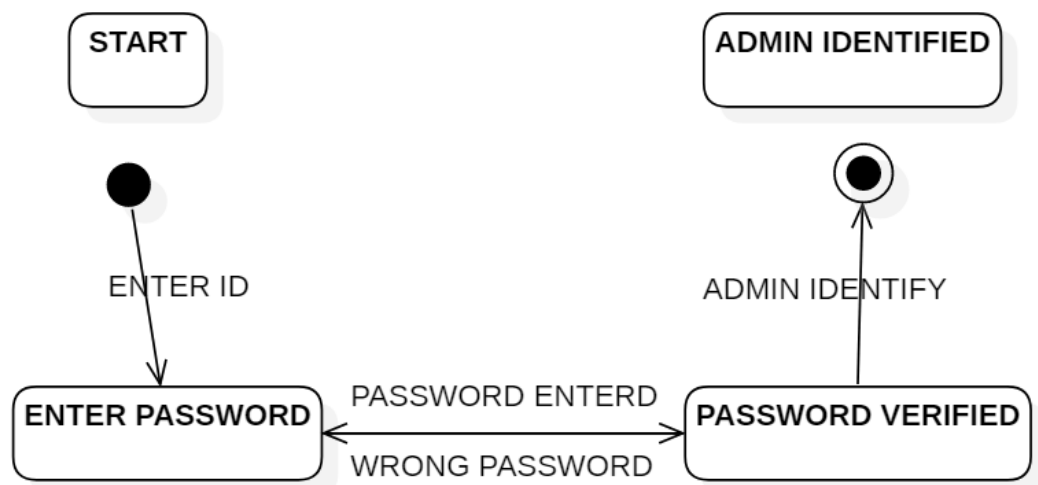 START
ADMIN IDENTIFIED
ENTER ID
ADMIN IDENTIFY
ENTER PASSWORD
PASSWORD ENTERD
WRONG PASSWORD
PASSWORD VERIFIED